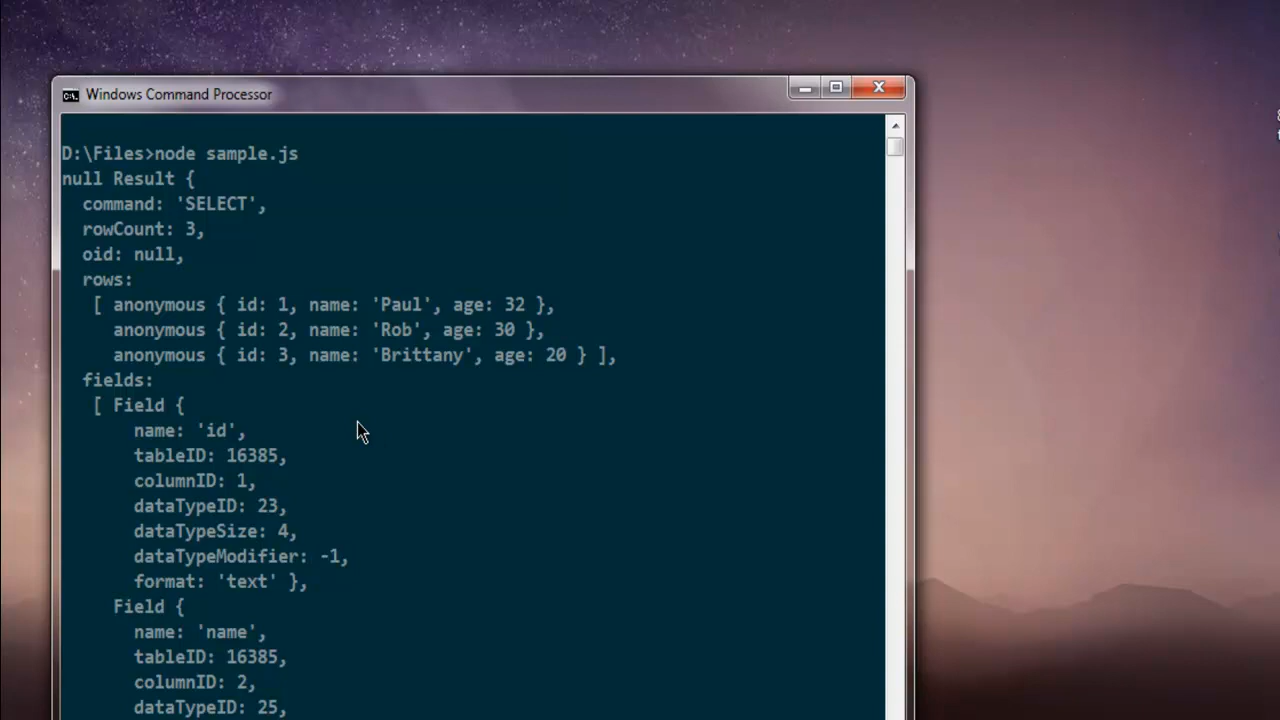 Windows Command Processor
D:\Files>node sample.js
null Result {
  command: 'SELECT',
  rowCount: 3,
  oid: null,
  rows:
   [ anonymous { id: 1, name: 'Paul', age: 32 },
     anonymous { id: 2, name: 'Rob', age: 30 },
     anonymous { id: 3, name: 'Brittany', age: 20 } ],
  fields:
   [ Field {
       name: 'id',
       tableID: 16385,
       columnID: 1,
       dataTypeID: 23,
       dataTypeSize: 4,
       dataTypeModifier: -1,
       format: 'text' },
     Field {
       name: 'name',
       tableID: 16385,
       columnID: 2,
       dataTypeID: 25,